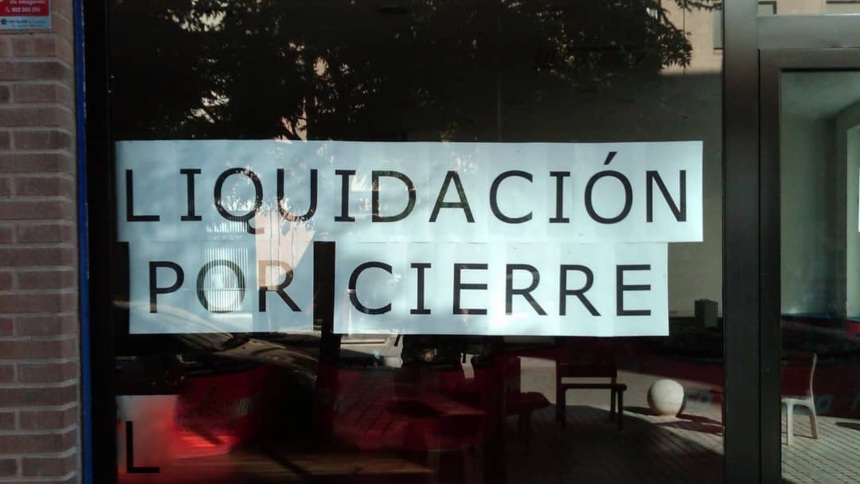 LIQUIDACIÓN
POR CIERRE
L